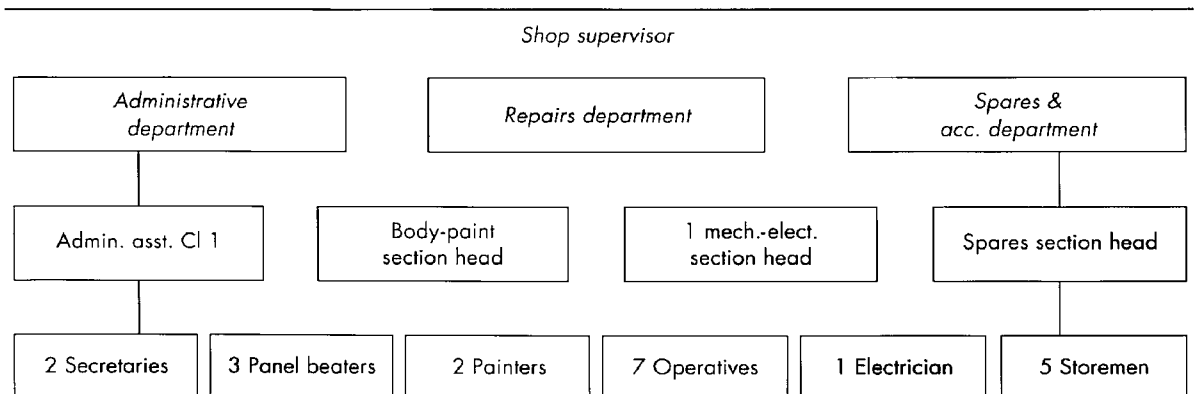 Shop supervisor
Administrative
department
Repairs department
Spares &
acc. department
Admin. asst. Cl 1
Body-paint
section head
1 mech.-elect.
section head
Spares section head
2 Secretaries
3 Panel beaters
2 Painters
7 Operatives
1 Electrician
5 Storemen